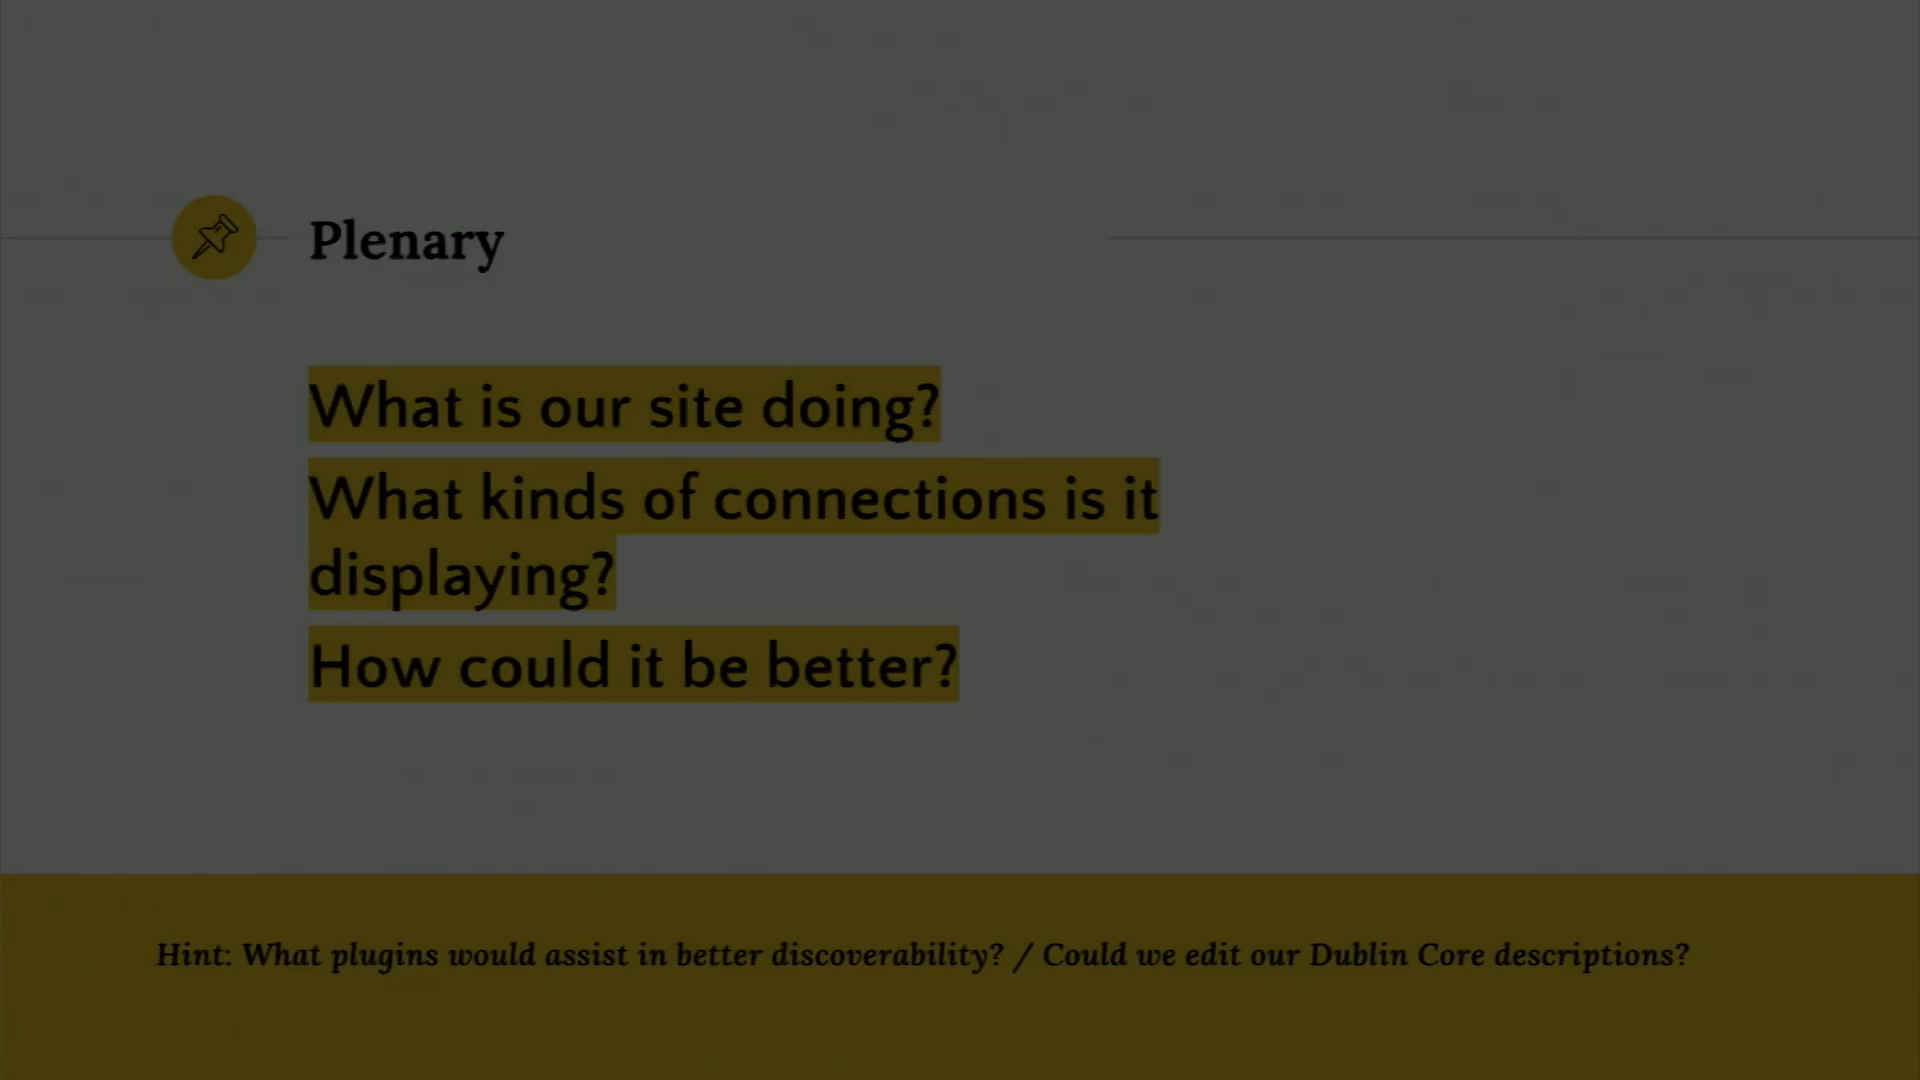 Plenary
What is our site doing?
What kinds of connections is it
displaying?
How could it be better?
Hint: What plugins would assist in better discoverability? / Could we edit our Dublin Core descriptions?